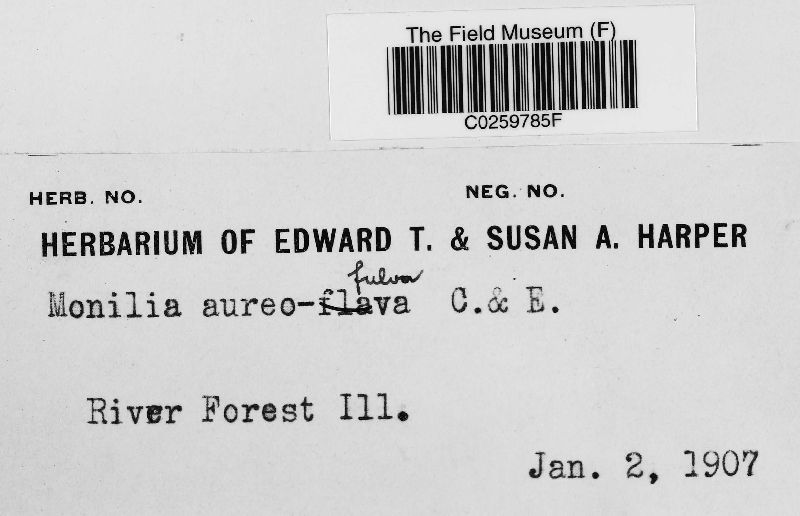 The Field Museum (F)
C0259785F
HERB. NO. NEG. NO.
HERBARIUM OF EDWARD T. & SUSAN A. HARPER
fulva
Monilia aureo-flava C.& E.
River Forest Ill.
Jan. 2, 1907